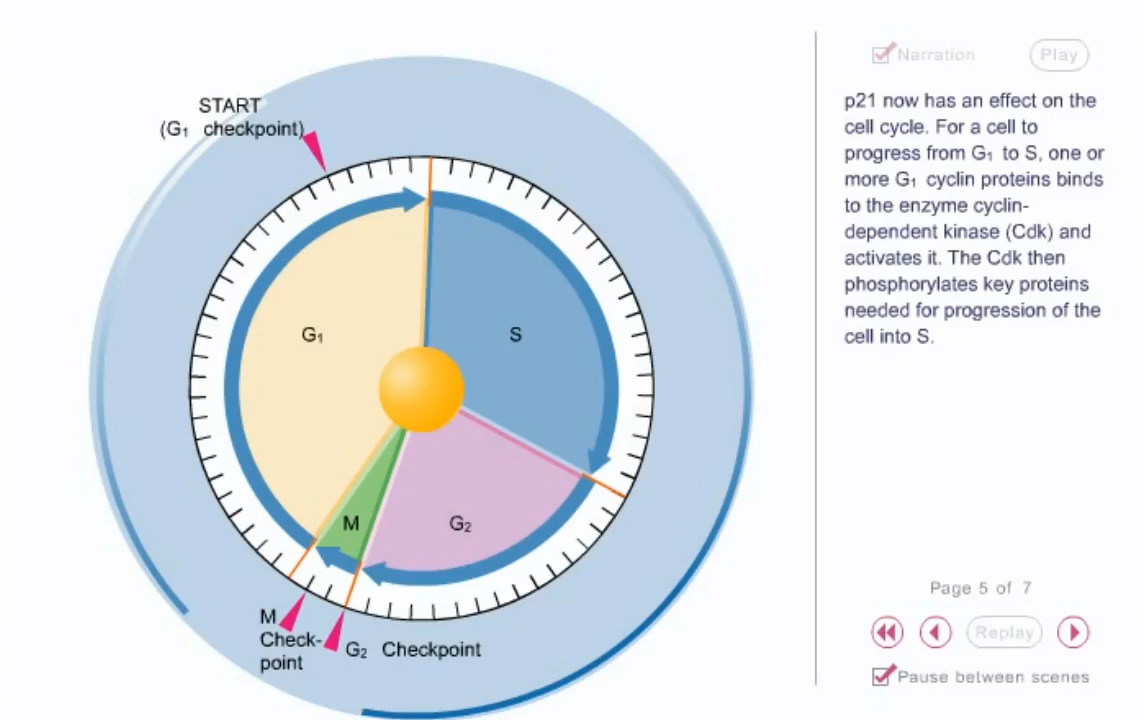 START
(G₁ checkpoint)
G₁
S
M
G₂
M
Check-
point
G₂ Checkpoint
Narration
Play
p21 now has an effect on the
cell cycle. For a cell to
progress from G₁ to S, one or
more G₁ cyclin proteins binds
to the enzyme cyclin-
dependent kinase (Cdk) and
activates it. The Cdk then
phosphorylates key proteins
needed for progression of the
cell into S.
Page 5 of 7
Replay
Pause between scenes